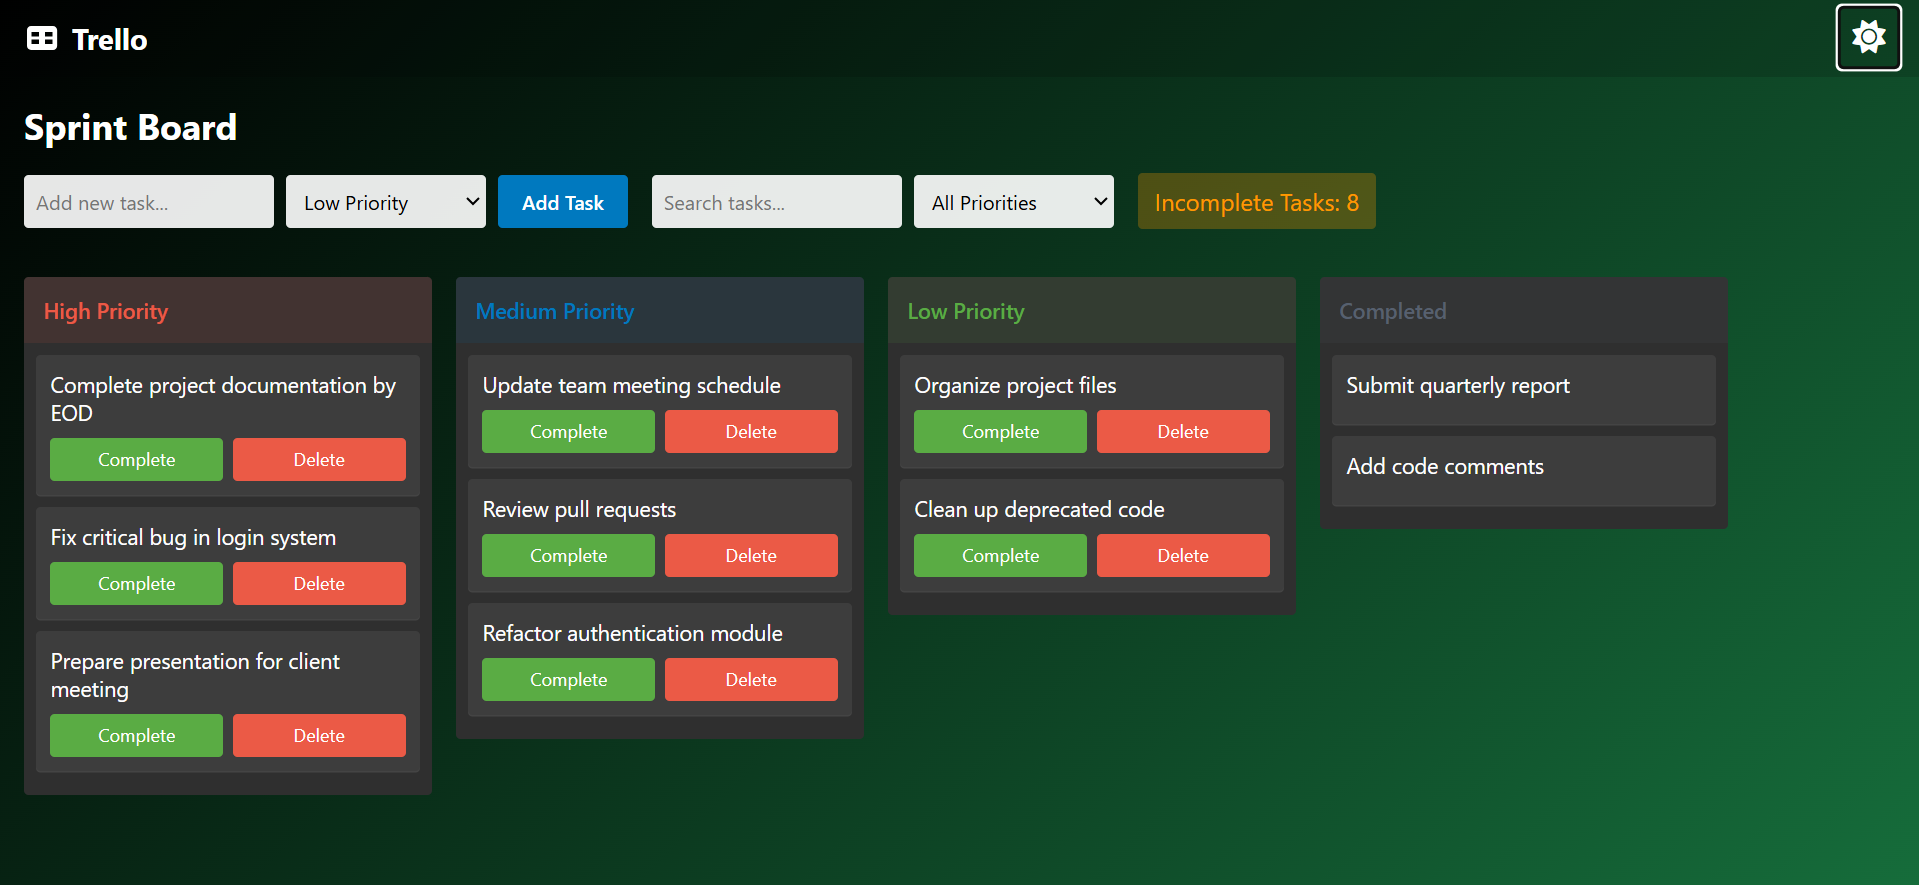 Trello
Sprint Board
Add new task...
Low Priority
Add Task
Search tasks...
All Priorities
Incomplete Tasks: 8
High Priority
Complete project documentation by
EOD
Complete
Delete
Fix critical bug in login system
Complete
Delete
Prepare presentation for client
meeting
Complete
Delete
Medium Priority
Update team meeting schedule
Complete
Delete
Review pull requests
Complete
Delete
Refactor authentication module
Complete
Delete
Low Priority
Organize project files
Complete
Delete
Clean up deprecated code
Complete
Delete
Completed
Submit quarterly report
Add code comments